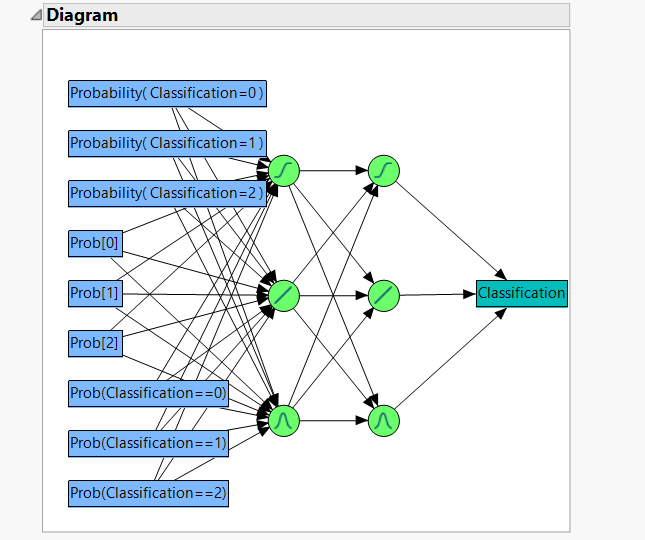 Diagram
Probability( Classification=0 )
Probability( Classification=1 )
Probability( Classification=2 )
Prob[0]
Prob[1]
Prob[2]
Prob(Classification==0)
Prob(Classification==1)
Prob(Classification==2)
Classification